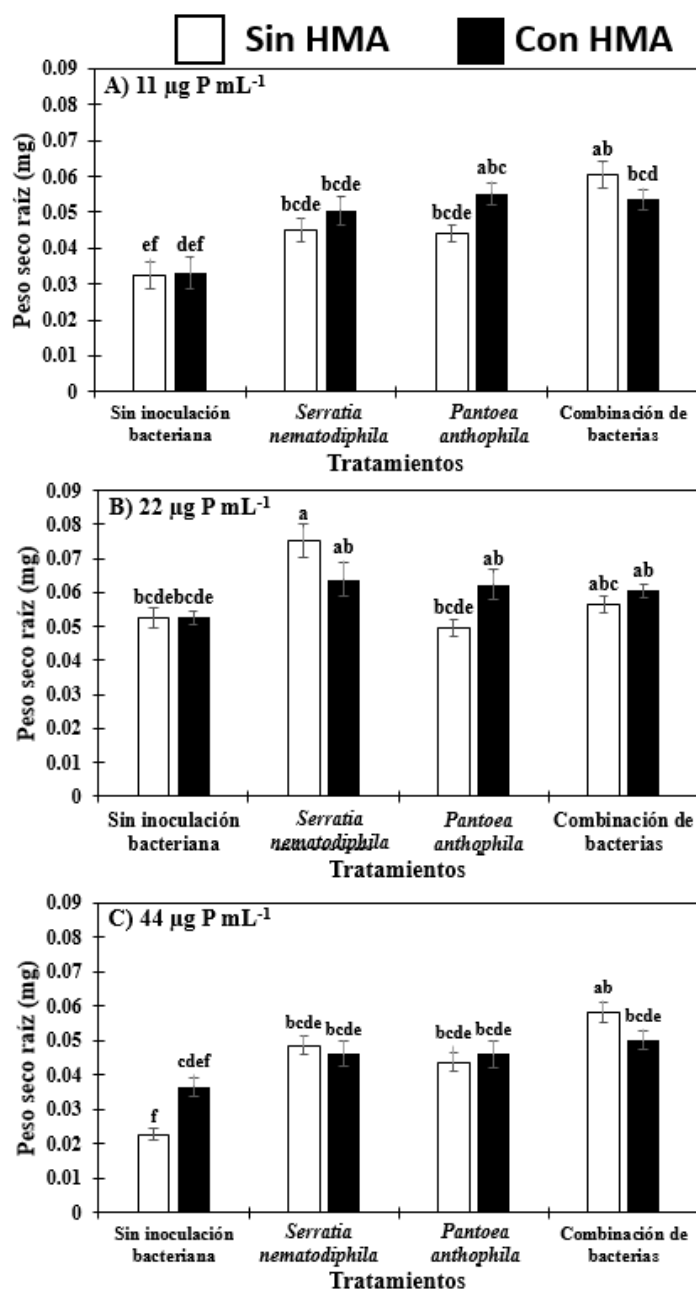 Sin HMA Con HMA
A) 11 µg P mL-1
Peso seco raíz (mg)
0.09
0.08
0.07
0.06
0.05
0.04
0.03
0.02
0.01
0
ef def bcde bcde bcde abc ab bcd
Sin inoculación bacteriana
Serratia nematodiphila
Pantoea anthophila
Combinación de bacterias
Tratamientos
B) 22 µg P mL-1
Peso seco raíz (mg)
0.09
0.08
0.07
0.06
0.05
0.04
0.03
0.02
0.01
0
bcde bcde a ab bcde ab abc ab
Sin inoculación bacteriana
Serratia nematodiphila
Pantoea anthophila
Combinación de bacterias
Tratamientos
C) 44 µg P mL-1
Peso seco raíz (mg)
0.09
0.08
0.07
0.06
0.05
0.04
0.03
0.02
0.01
0
f cdef bcde bcde bcde bcde ab bcde
Sin inoculación bacteriana
Serratia nematodiphila
Pantoea anthophila
Combinación de bacterias
Tratamientos